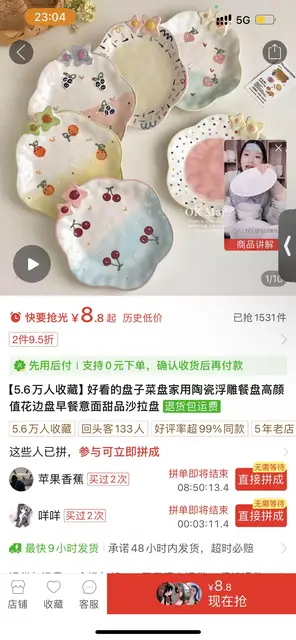 23:04
5G
OK Mar
商品讲解
1/10
快要抢光 ¥8.8起 历史低价
已抢1531件
2件9.5折
先用后付 | 支持0元下单，确认收货后再付款
【5.6万人收藏】好看的盘子菜盘家用陶瓷浮雕餐盘高颜
值花边盘早餐意面甜品沙拉盘 退货包运费
5.6万人收藏 回头客133人 好评率超99%同款 5年老店
这些人已拼，参与可立即拼成
苹果香蕉 买过2次
拼单即将结束
08:50:13.4
无需等待
直接拼成
咩咩 买过2次
拼单即将结束
00:03:11.4
无需等待
直接拼成
最快9小时发货 承诺48小时内发货，超时必赔
店铺
收藏
客服
¥8.8
现在抢